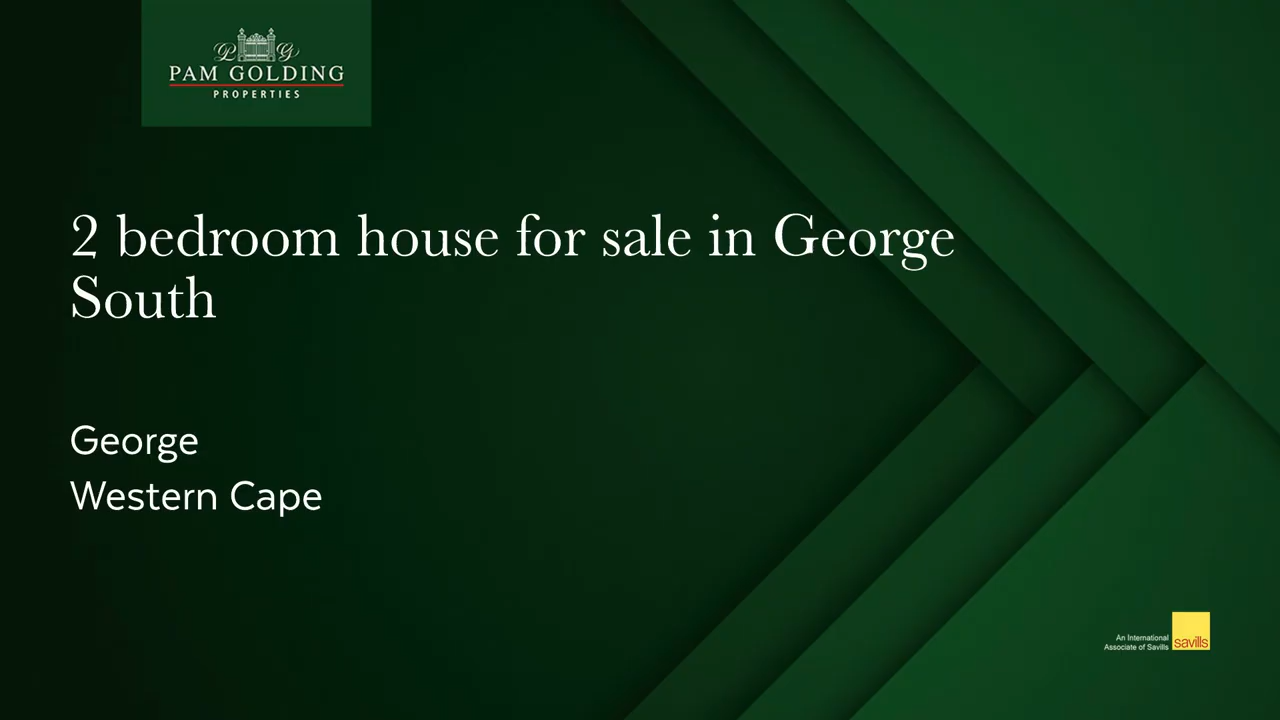 PG
PAM GOLDING
PROPERTIES
2 bedroom house for sale in George
South
George
Western Cape
An International
Associate of Savills
savills